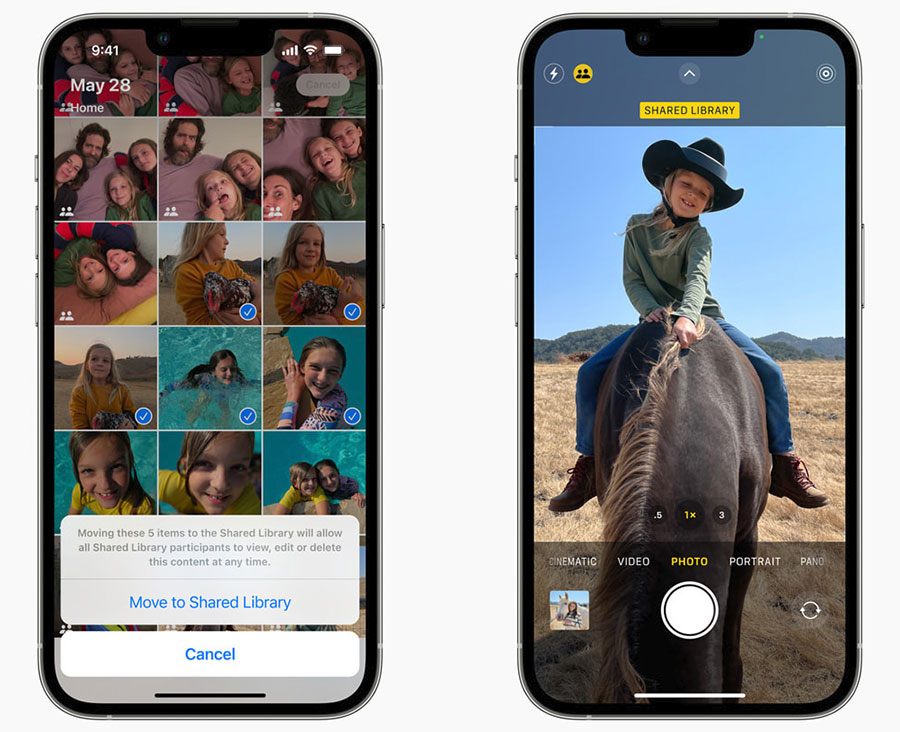 9:41
May 28
Cancel
Home
Moving these 5 items to the Shared Library will allow
all Shared Library participants to view, edit or delete
this content at any time.
Move to Shared Library
Cancel
SHARED LIBRARY
.5 1× 3
CINEMATIC VIDEO PHOTO PORTRAIT PANO